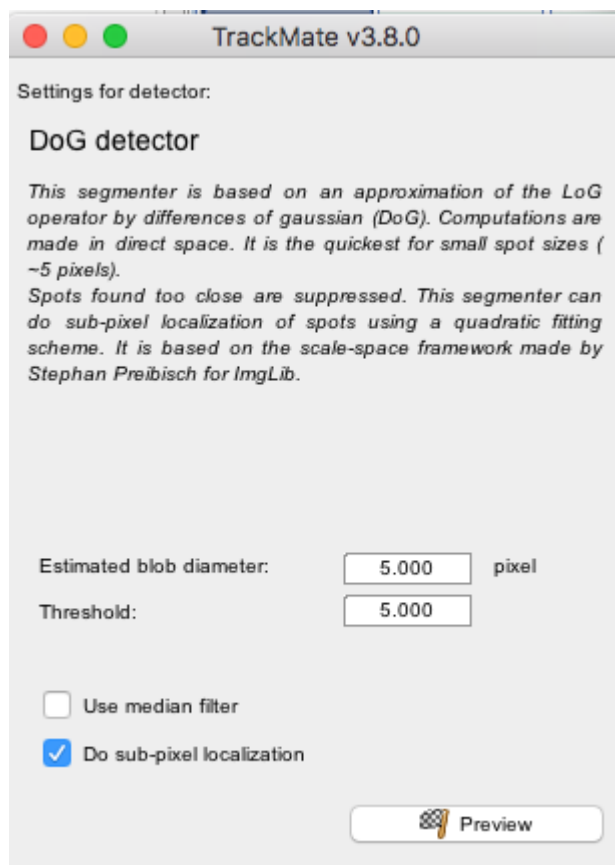 TrackMate v3.8.0
Settings for detector:
DoG detector
This segmenter is based on an approximation of the LoG
operator by differences of gaussian (DoG). Computations are
made in direct space. It is the quickest for small spot sizes (
~5 pixels).
Spots found too close are suppressed. This segmenter can
do sub-pixel localization of spots using a quadratic fitting
scheme. It is based on the scale-space framework made by
Stephan Preibisch for ImgLib.
Estimated blob diameter: 5.000 pixel
Threshold: 5.000
Use median filter
Do sub-pixel localization
Preview